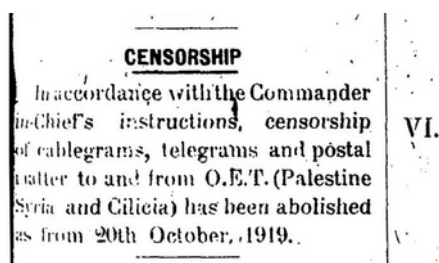 CENSORSHIP
In accordance with the Commander
in-Chief's instructions, censorship
of cablegrams, telegrams and postal
matter to and from O.E.T. (Palestine
Syria and Cilicia) has been abolished
as from 20th October, 1919.
VI.